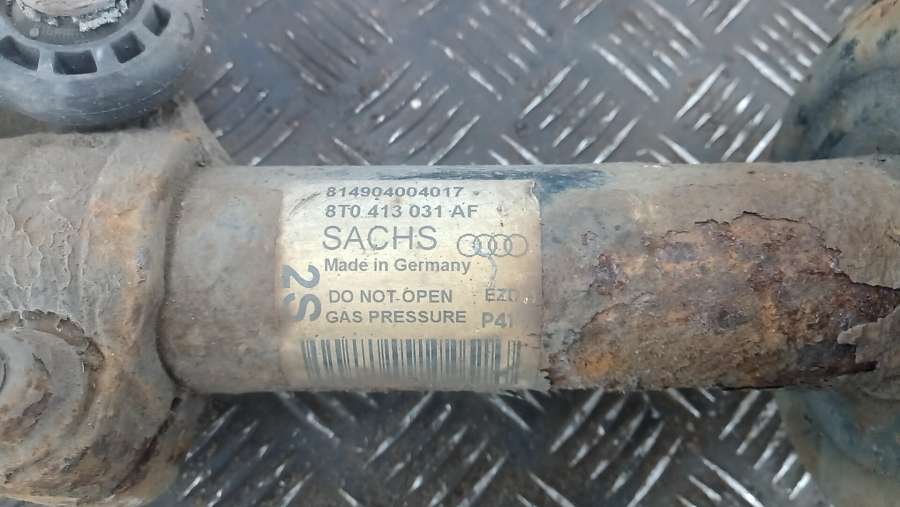 814904004017
8T0 413 031 AF
SACHS
Made in Germany
2S
DO NOT OPEN EZD
GAS PRESSURE P41